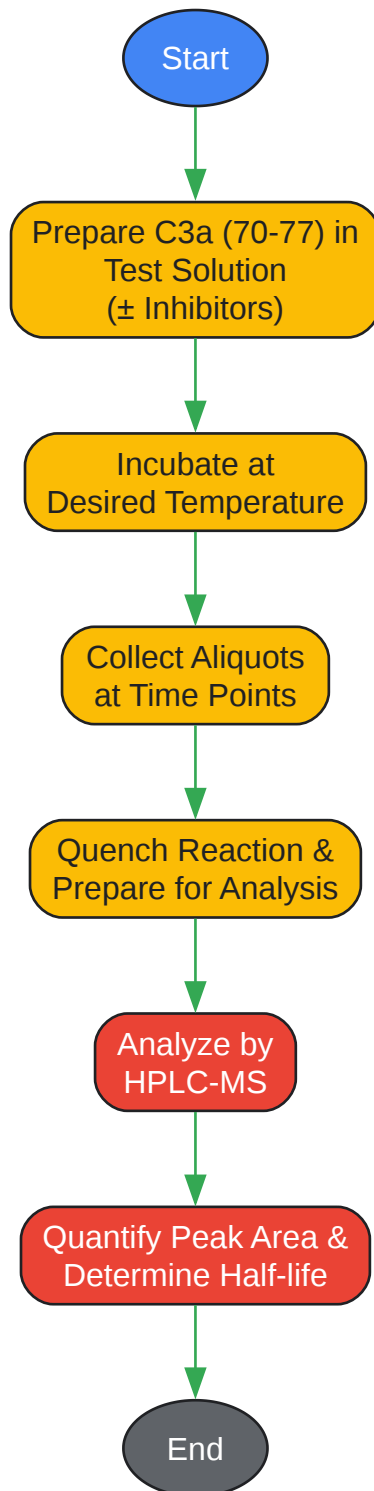 Start
Prepare C3a (70-77) in
Test Solution
(± Inhibitors)
Incubate at
Desired Temperature
Collect Aliquots
at Time Points
Quench Reaction &
Prepare for Analysis
Analyze by
HPLC-MS
Quantify Peak Area &
Determine Half-life
End